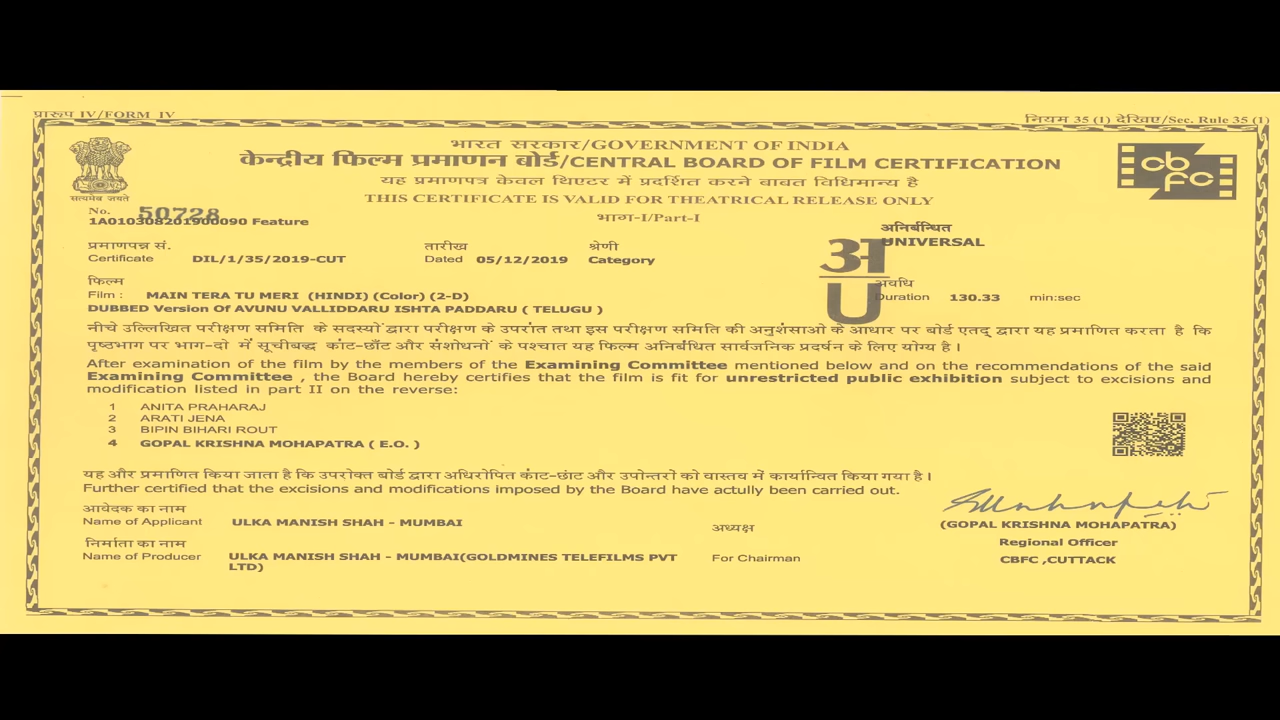 प्रारूप IV/FORM IV
नियम 35 (1) देखिए/Sec. Rule 35 (1)
भारत सरकार/GOVERNMENT OF INDIA
केन्द्रीय फिल्म प्रमाणन बोर्ड/CENTRAL BOARD OF FILM CERTIFICATION
cbfc
यह प्रमाणपत्र केवल थिएटर में प्रदर्शित करने बाबत विधिमान्य है
सत्यमेव जयते
THIS CERTIFICATE IS VALID FOR THEATRICAL RELEASE ONLY
No. 50728
भाग-I/Part-I
1A010308201900090 Feature
अनिर्बन्धित
UNIVERSAL
अ
U
प्रमाणपत्र सं. तारीख श्रेणी
Certificate DIL/1/35/2019-CUT Dated 05/12/2019 Category
फिल्म अवधि
Film : MAIN TERA TU MERI (HINDI) (Color) (2-D) Duration 130.33 min:sec
DUBBED Version Of AVUNU VALLIDDARU ISHTA PADDARU ( TELUGU )
नीचे उल्लिखित परीक्षण समिति के सदस्यों द्वारा परीक्षण के उपरांत तथा इस परीक्षण समिति की अनुशंसाओं के आधार पर बोर्ड एतद् द्वारा यह प्रमाणित करता है कि
पृष्ठभाग पर भाग-दो में सूचीबद्ध कांट-छाँट और संशोधनों के पश्चात यह फिल्म अनिर्बंधित सार्वजनिक प्रदर्शन के लिए योग्य है।
After examination of the film by the members of the Examining Committee mentioned below and on the recommendations of the said
Examining Committee , the Board hereby certifies that the film is fit for unrestricted public exhibition subject to excisions and
modification listed in part II on the reverse:
1 ANITA PRAHARAJ
2 ARATI JENA
3 BIPIN BIHARI ROUT
4 GOPAL KRISHNA MOHAPATRA ( E.O. )
यह और प्रमाणित किया जाता है कि उपरोक्त बोर्ड द्वारा अधिरोपित कांट-छांट और उपोन्तरों को वास्तव में कार्यान्वित किया गया है।
Further certified that the excisions and modifications imposed by the Board have actully been carried out.
आवेदक का नाम
Name of Applicant ULKA MANISH SHAH - MUMBAI
अध्यक्ष
(GOPAL KRISHNA MOHAPATRA)
निर्माता का नाम
Regional Officer
Name of Producer ULKA MANISH SHAH - MUMBAI(GOLDMINES TELEFILMS PVT LTD)
For Chairman
CBFC ,CUTTACK